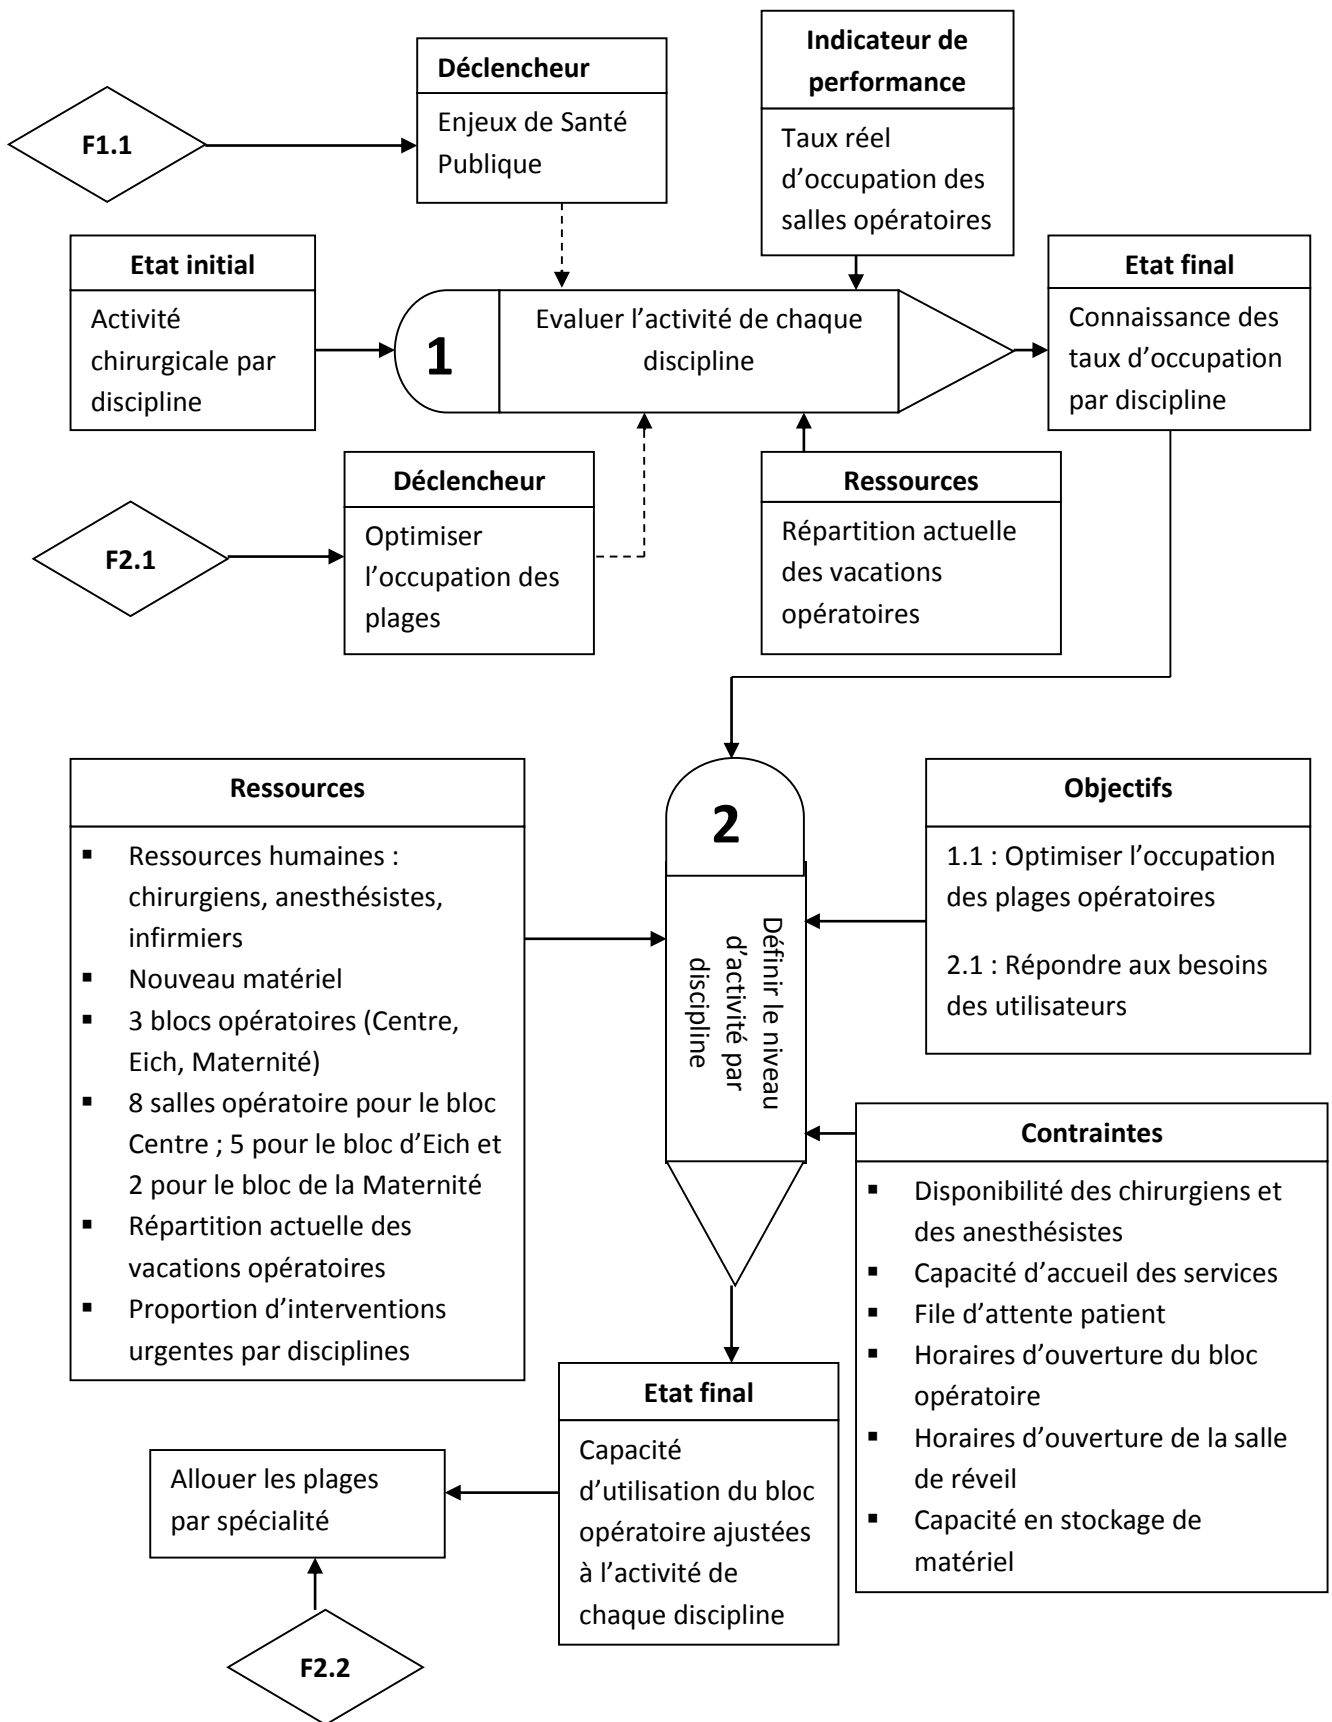 Déclencheur
Enjeux de Santé
Publique
Indicateur de
performance
Taux réel
d’occupation des
salles opératoires
F1.1
Etat initial
Activité
chirurgicale par
discipline
1
Evaluer l’activité de chaque
discipline
Etat final
Connaissance des
taux d’occupation
par discipline
F2.1
Déclencheur
Optimiser
l’occupation des
plages
Ressources
Répartition actuelle
des vacations
opératoires
Ressources
▪ Ressources humaines :
chirurgiens, anesthésistes,
infirmiers
▪ Nouveau matériel
▪ 3 blocs opératoires (Centre,
Eich, Maternité)
▪ 8 salles opératoire pour le bloc
Centre ; 5 pour le bloc d’Eich et
2 pour le bloc de la Maternité
▪ Répartition actuelle des
vacations opératoires
▪ Proportion d’interventions
urgentes par disciplines
2
Définir le niveau
d’activité par
discipline
Objectifs
1.1 : Optimiser l’occupation
des plages opératoires
2.1 : Répondre aux besoins
des utilisateurs
Contraintes
▪ Disponibilité des chirurgiens et
des anesthésistes
▪ Capacité d’accueil des services
▪ File d’attente patient
▪ Horaires d’ouverture du bloc
opératoire
▪ Horaires d’ouverture de la salle
de réveil
▪ Capacité en stockage de
matériel
Etat final
Capacité
d’utilisation du bloc
opératoire ajustées
à l’activité de
chaque discipline
Allouer les plages
par spécialité
F2.2